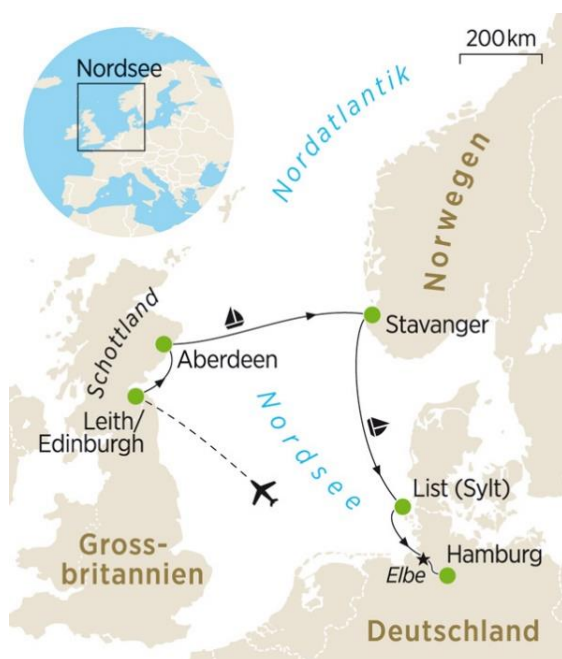 Nordsee
200 km
Nordatlantik
Norwegen
Schottland
Stavanger
Aberdeen
Leith/
Edinburgh
Nordsee
List (Sylt)
Gross-
britannien
Elbe
Hamburg
Deutschland